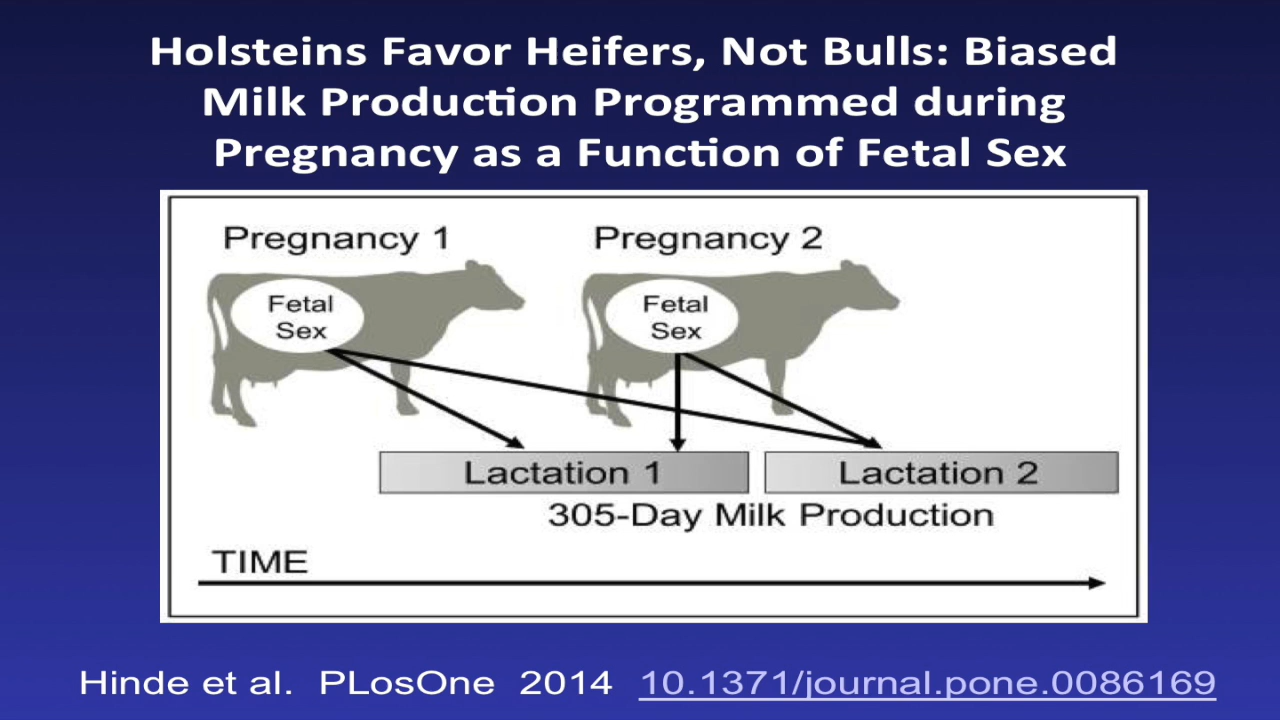 Holsteins Favor Heifers, Not Bulls: Biased
Milk Production Programmed during
Pregnancy as a Function of Fetal Sex
Pregnancy 1
Pregnancy 2
Fetal
Sex
Fetal
Sex
Lactation 1
Lactation 2
305-Day Milk Production
TIME
Hinde et al. PLosOne 2014 10.1371/journal.pone.0086169